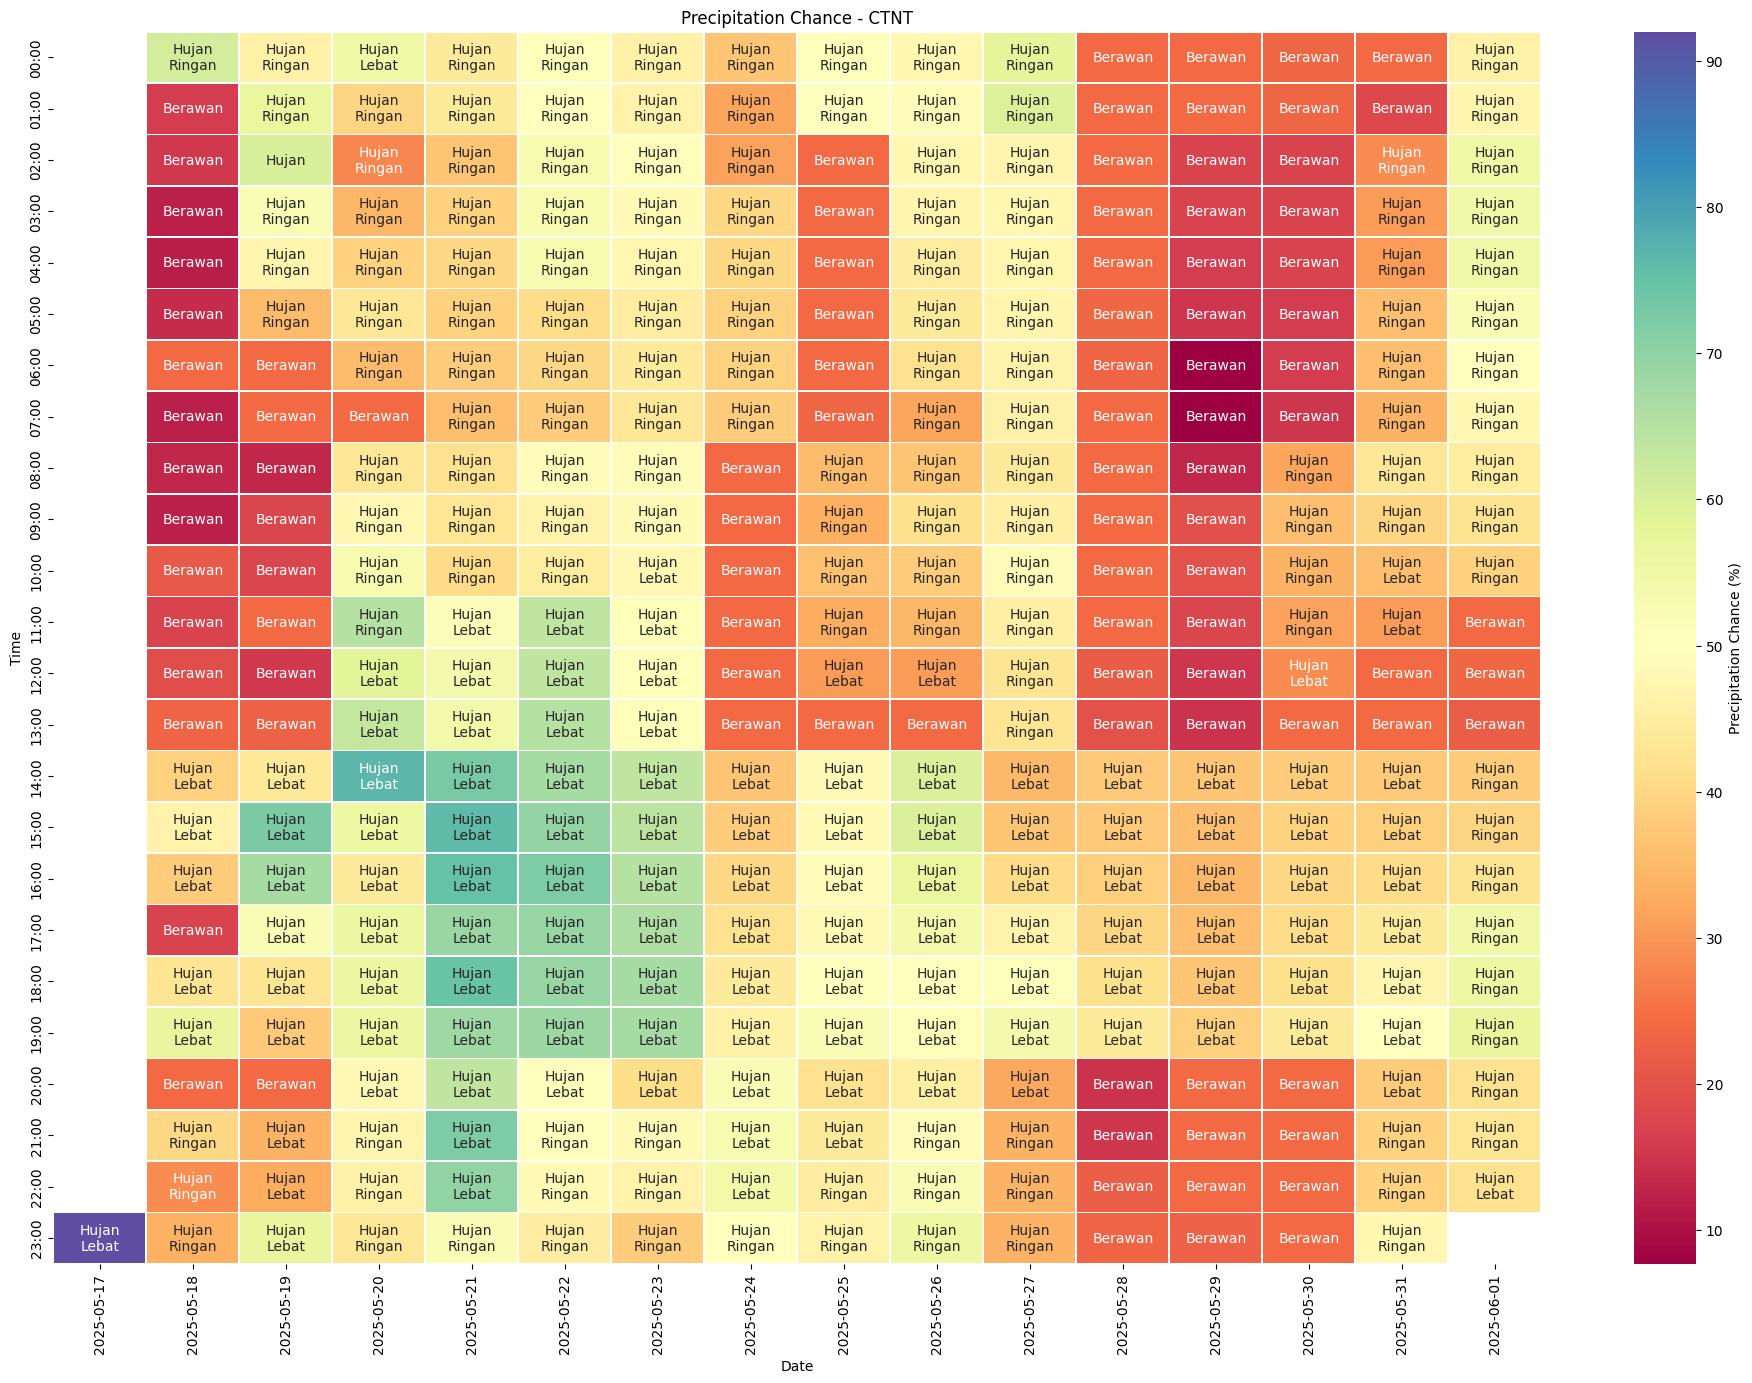 Precipitation Chance - CTNT
00:00 Hujan Ringan Hujan Ringan Hujan Lebat Hujan Ringan Hujan Ringan Hujan Ringan Hujan Ringan Hujan Ringan Hujan Ringan Hujan Ringan Berawan Berawan Berawan Berawan Hujan Ringan
01:00 Berawan Hujan Ringan Hujan Ringan Hujan Ringan Hujan Ringan Hujan Ringan Hujan Ringan Hujan Ringan Hujan Ringan Hujan Ringan Berawan Berawan Berawan Berawan Hujan Ringan
02:00 Berawan Hujan Hujan Ringan Hujan Ringan Hujan Ringan Hujan Ringan Hujan Ringan Berawan Hujan Ringan Hujan Ringan Berawan Berawan Berawan Hujan Ringan Hujan Ringan
03:00 Berawan Hujan Ringan Hujan Ringan Hujan Ringan Hujan Ringan Hujan Ringan Hujan Ringan Berawan Hujan Ringan Hujan Ringan Berawan Berawan Berawan Hujan Ringan Hujan Ringan
04:00 Berawan Hujan Ringan Hujan Ringan Hujan Ringan Hujan Ringan Hujan Ringan Hujan Ringan Berawan Hujan Ringan Hujan Ringan Berawan Berawan Berawan Hujan Ringan Hujan Ringan
05:00 Berawan Hujan Ringan Hujan Ringan Hujan Ringan Hujan Ringan Hujan Ringan Hujan Ringan Berawan Hujan Ringan Hujan Ringan Berawan Berawan Berawan Hujan Ringan Hujan Ringan
06:00 Berawan Berawan Hujan Ringan Hujan Ringan Hujan Ringan Hujan Ringan Hujan Ringan Berawan Hujan Ringan Hujan Ringan Berawan Berawan Berawan Hujan Ringan Hujan Ringan
07:00 Berawan Berawan Berawan Hujan Ringan Hujan Ringan Hujan Ringan Hujan Ringan Berawan Hujan Ringan Hujan Ringan Berawan Berawan Berawan Hujan Ringan Hujan Ringan
08:00 Berawan Berawan Hujan Ringan Hujan Ringan Hujan Ringan Hujan Ringan Berawan Hujan Ringan Hujan Ringan Hujan Ringan Berawan Berawan Hujan Ringan Hujan Ringan Hujan Ringan
09:00 Berawan Berawan Hujan Ringan Hujan Ringan Hujan Ringan Hujan Ringan Berawan Hujan Ringan Hujan Ringan Hujan Ringan Berawan Berawan Hujan Ringan Hujan Ringan Hujan Ringan
10:00 Berawan Berawan Hujan Ringan Hujan Ringan Hujan Ringan Hujan Lebat Berawan Hujan Ringan Hujan Ringan Hujan Ringan Berawan Berawan Hujan Ringan Hujan Lebat Hujan Ringan
11:00 Berawan Berawan Hujan Ringan Hujan Lebat Hujan Lebat Hujan Lebat Berawan Hujan Ringan Hujan Ringan Hujan Ringan Berawan Berawan Hujan Ringan Hujan Lebat Berawan
12:00 Berawan Berawan Hujan Lebat Hujan Lebat Hujan Lebat Hujan Lebat Berawan Hujan Lebat Hujan Lebat Hujan Ringan Berawan Berawan Hujan Lebat Berawan Berawan
13:00 Berawan Berawan Hujan Lebat Hujan Lebat Hujan Lebat Hujan Lebat Berawan Berawan Berawan Hujan Ringan Berawan Berawan Berawan Berawan Berawan
14:00 Hujan Lebat Hujan Lebat Hujan Lebat Hujan Lebat Hujan Lebat Hujan Lebat Hujan Lebat Hujan Lebat Hujan Lebat Hujan Lebat Hujan Lebat Hujan Lebat Hujan Lebat Hujan Lebat Hujan Ringan
15:00 Hujan Lebat Hujan Lebat Hujan Lebat Hujan Lebat Hujan Lebat Hujan Lebat Hujan Lebat Hujan Lebat Hujan Lebat Hujan Lebat Hujan Lebat Hujan Lebat Hujan Lebat Hujan Lebat Hujan Ringan
16:00 Hujan Lebat Hujan Lebat Hujan Lebat Hujan Lebat Hujan Lebat Hujan Lebat Hujan Lebat Hujan Lebat Hujan Lebat Hujan Lebat Hujan Lebat Hujan Lebat Hujan Lebat Hujan Lebat Hujan Ringan
17:00 Berawan Hujan Lebat Hujan Lebat Hujan Lebat Hujan Lebat Hujan Lebat Hujan Lebat Hujan Lebat Hujan Lebat Hujan Lebat Hujan Lebat Hujan Lebat Hujan Lebat Hujan Lebat Hujan Ringan
18:00 Hujan Lebat Hujan Lebat Hujan Lebat Hujan Lebat Hujan Lebat Hujan Lebat Hujan Lebat Hujan Lebat Hujan Lebat Hujan Lebat Hujan Lebat Hujan Lebat Hujan Lebat Hujan Lebat Hujan Ringan
19:00 Hujan Lebat Hujan Lebat Hujan Lebat Hujan Lebat Hujan Lebat Hujan Lebat Hujan Lebat Hujan Lebat Hujan Lebat Hujan Lebat Hujan Lebat Hujan Lebat Hujan Lebat Hujan Lebat Hujan Ringan
20:00 Berawan Berawan Hujan Lebat Hujan Lebat Hujan Lebat Hujan Lebat Hujan Lebat Hujan Lebat Hujan Lebat Hujan Lebat Berawan Berawan Berawan Hujan Lebat Hujan Ringan
21:00 Hujan Ringan Hujan Lebat Hujan Ringan Hujan Lebat Hujan Ringan Hujan Ringan Hujan Lebat Hujan Lebat Hujan Ringan Hujan Ringan Berawan Berawan Berawan Hujan Ringan Hujan Ringan
22:00 Hujan Ringan Hujan Lebat Hujan Ringan Hujan Lebat Hujan Ringan Hujan Ringan Hujan Lebat Hujan Ringan Hujan Ringan Hujan Ringan Berawan Berawan Berawan Hujan Ringan Hujan Lebat
23:00 Hujan Lebat Hujan Ringan Hujan Lebat Hujan Ringan Hujan Ringan Hujan Ringan Hujan Ringan Hujan Ringan Hujan Ringan Hujan Ringan Hujan Ringan Berawan Berawan Berawan Hujan Ringan
Time
2025-05-17 2025-05-18 2025-05-19 2025-05-20 2025-05-21 2025-05-22 2025-05-23 2025-05-24 2025-05-25 2025-05-26 2025-05-27 2025-05-28 2025-05-29 2025-05-30 2025-05-31 2025-06-01
Date
90
80
70
60
50
40
30
20
10
Precipitation Chance (%)